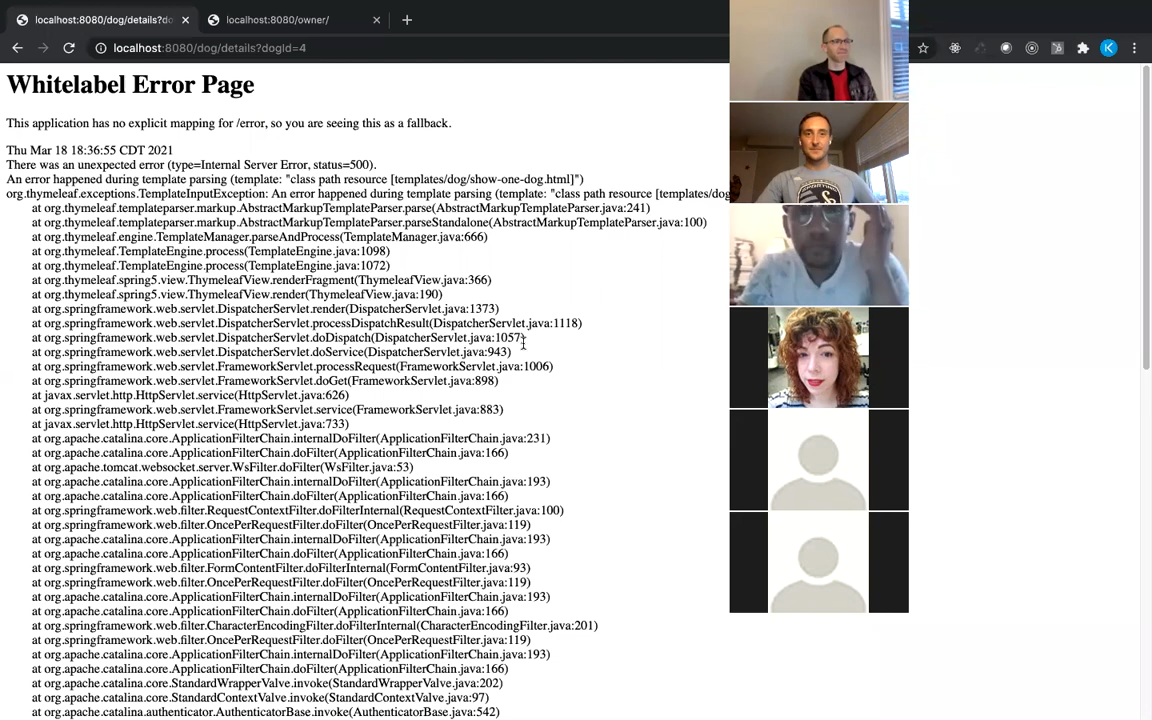 localhost:8080/dog/details?do
localhost:8080/owner/
localhost:8080/dog/details?dogId=4
K
Whitelabel Error Page
This application has no explicit mapping for /error, so you are seeing this as a fallback.
Thu Mar 18 18:36:55 CDT 2021
There was an unexpected error (type=Internal Server Error, status=500).
An error happened during template parsing (template: "class path resource [templates/dog/show-one-dog.html]")
org.thymeleaf.exceptions.TemplateInputException: An error happened during template parsing (template: "class path resource [templates/dog
at org.thymeleaf.templateparser.markup.AbstractMarkupTemplateParser.parse(AbstractMarkupTemplateParser.java:241)
at org.thymeleaf.templateparser.markup.AbstractMarkupTemplateParser.parseStandalone(AbstractMarkupTemplateParser.java:100)
at org.thymeleaf.engine.TemplateManager.parseAndProcess(TemplateManager.java:666)
at org.thymeleaf.TemplateEngine.process(TemplateEngine.java:1098)
at org.thymeleaf.TemplateEngine.process(TemplateEngine.java:1072)
at org.thymeleaf.spring5.view.ThymeleafView.renderFragment(ThymeleafView.java:366)
at org.thymeleaf.spring5.view.ThymeleafView.render(ThymeleafView.java:190)
at org.springframework.web.servlet.DispatcherServlet.render(DispatcherServlet.java:1373)
at org.springframework.web.servlet.DispatcherServlet.processDispatchResult(DispatcherServlet.java:1118)
at org.springframework.web.servlet.DispatcherServlet.doDispatch(DispatcherServlet.java:1057)
at org.springframework.web.servlet.DispatcherServlet.doService(DispatcherServlet.java:943)
at org.springframework.web.servlet.FrameworkServlet.processRequest(FrameworkServlet.java:1006)
at org.springframework.web.servlet.FrameworkServlet.doGet(FrameworkServlet.java:898)
at javax.servlet.http.HttpServlet.service(HttpServlet.java:626)
at org.springframework.web.servlet.FrameworkServlet.service(FrameworkServlet.java:883)
at javax.servlet.http.HttpServlet.service(HttpServlet.java:733)
at org.apache.catalina.core.ApplicationFilterChain.internalDoFilter(ApplicationFilterChain.java:231)
at org.apache.catalina.core.ApplicationFilterChain.doFilter(ApplicationFilterChain.java:166)
at org.apache.tomcat.websocket.server.WsFilter.doFilter(WsFilter.java:53)
at org.apache.catalina.core.ApplicationFilterChain.internalDoFilter(ApplicationFilterChain.java:193)
at org.apache.catalina.core.ApplicationFilterChain.doFilter(ApplicationFilterChain.java:166)
at org.springframework.web.filter.RequestContextFilter.doFilterInternal(RequestContextFilter.java:100)
at org.springframework.web.filter.OncePerRequestFilter.doFilter(OncePerRequestFilter.java:119)
at org.apache.catalina.core.ApplicationFilterChain.internalDoFilter(ApplicationFilterChain.java:193)
at org.apache.catalina.core.ApplicationFilterChain.doFilter(ApplicationFilterChain.java:166)
at org.springframework.web.filter.FormContentFilter.doFilterInternal(FormContentFilter.java:93)
at org.springframework.web.filter.OncePerRequestFilter.doFilter(OncePerRequestFilter.java:119)
at org.apache.catalina.core.ApplicationFilterChain.internalDoFilter(ApplicationFilterChain.java:193)
at org.apache.catalina.core.ApplicationFilterChain.doFilter(ApplicationFilterChain.java:166)
at org.springframework.web.filter.CharacterEncodingFilter.doFilterInternal(CharacterEncodingFilter.java:201)
at org.springframework.web.filter.OncePerRequestFilter.doFilter(OncePerRequestFilter.java:119)
at org.apache.catalina.core.ApplicationFilterChain.internalDoFilter(ApplicationFilterChain.java:193)
at org.apache.catalina.core.ApplicationFilterChain.doFilter(ApplicationFilterChain.java:166)
at org.apache.catalina.core.StandardWrapperValve.invoke(StandardWrapperValve.java:202)
at org.apache.catalina.core.StandardContextValve.invoke(StandardContextValve.java:97)
at org.apache.catalina.authenticator.AuthenticatorBase.invoke(AuthenticatorBase.java:542)